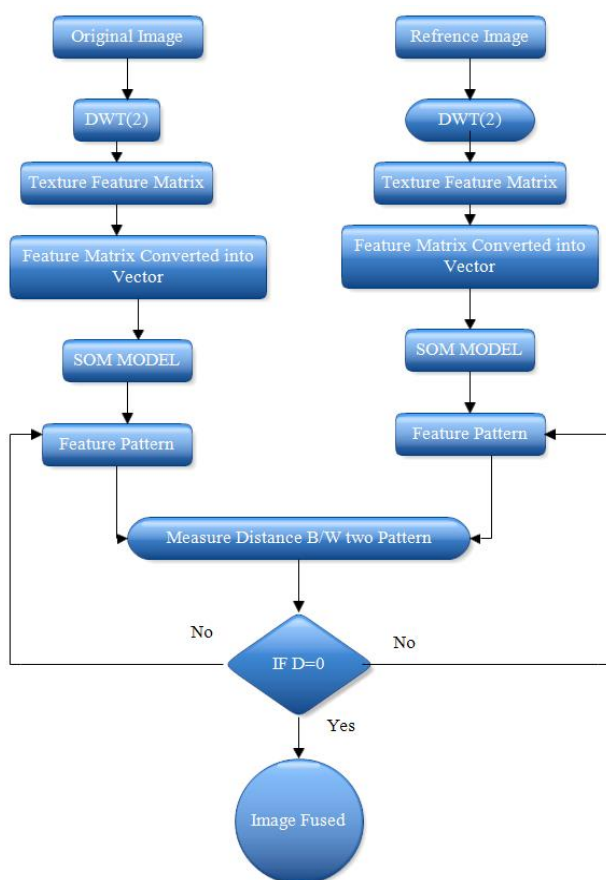 Original Image
Refrence Image
DWT(2)
DWT(2)
Texture Feature Matrix
Texture Feature Matrix
Feature Matrix Converted into
Vector
Feature Matrix Converted into
Vector
SOM MODEL
SOM MODEL
Feature Pattern
Feature Pattern
Measure Distance B/W two Pattern
No
No
IF D=0
Yes
Image Fused